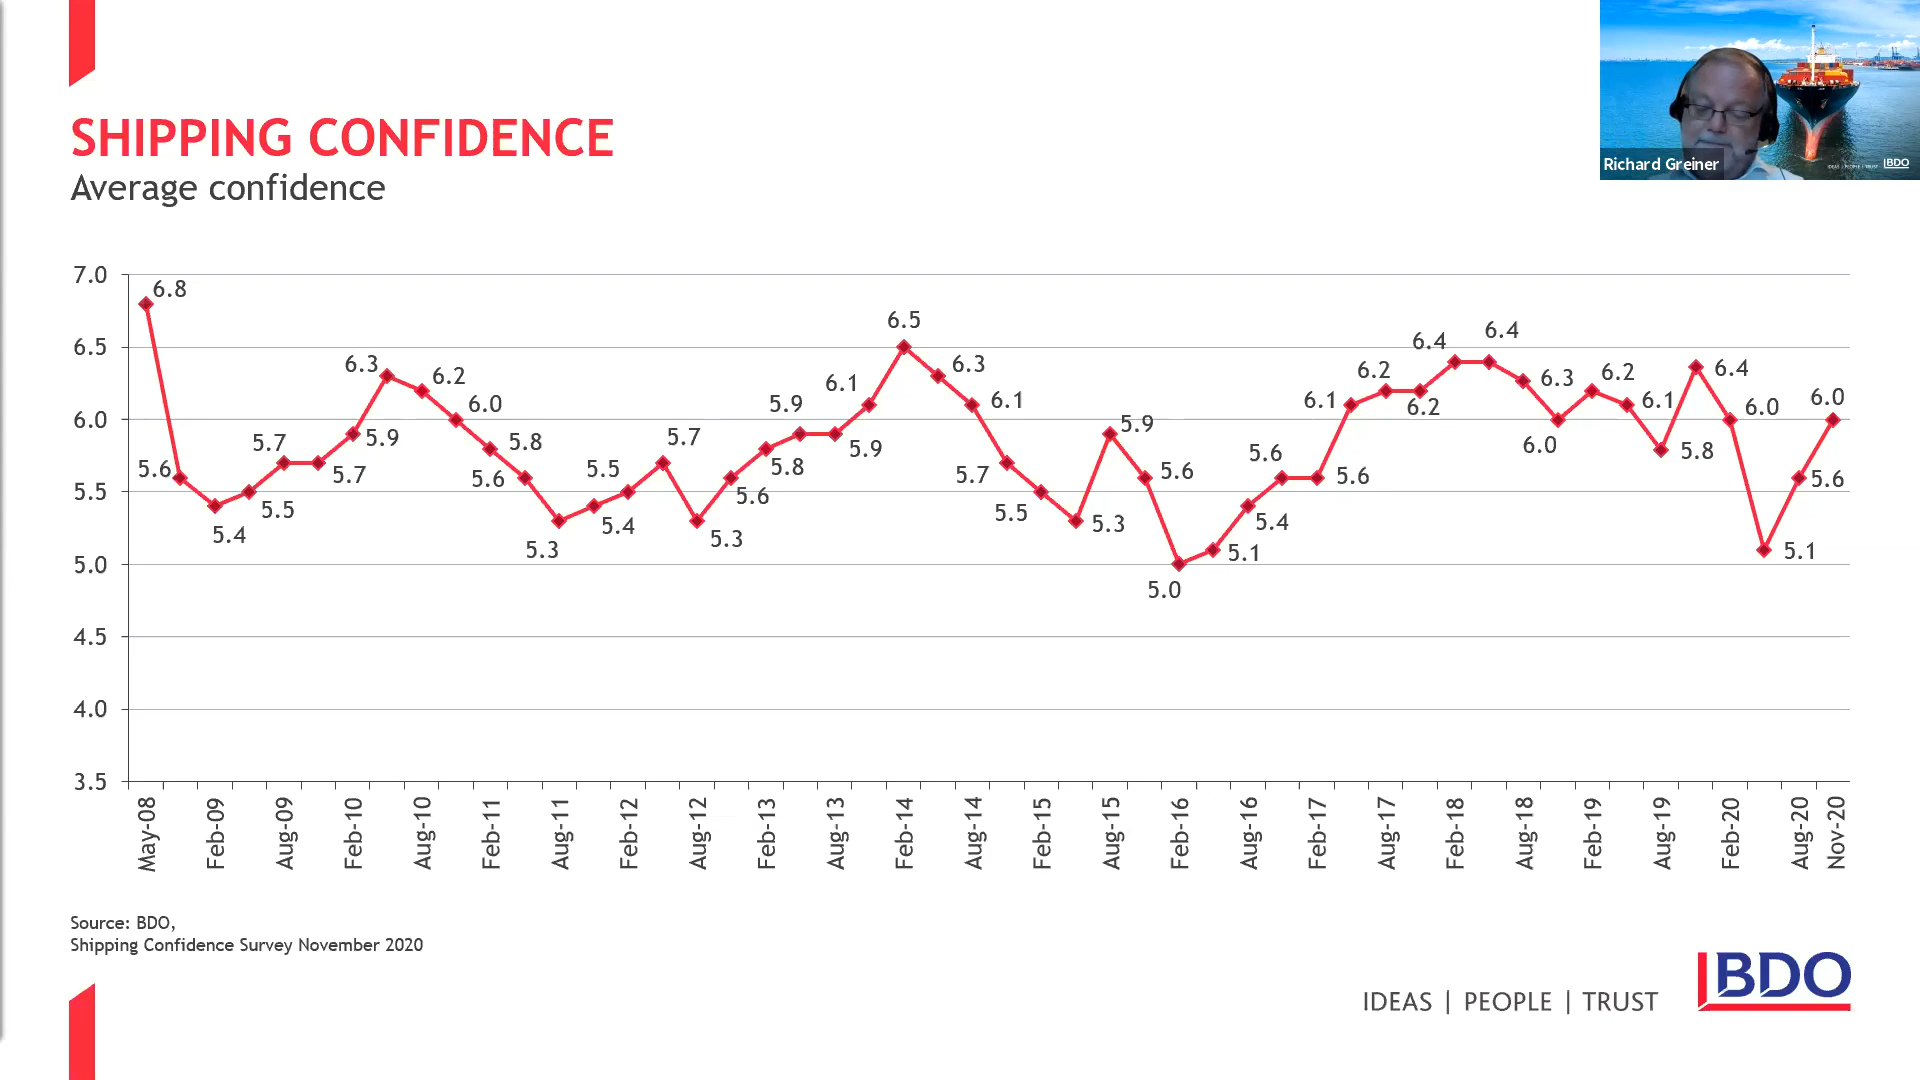 SHIPPING CONFIDENCE
Average confidence
Richard Greiner
BDO
7.0
6.5
6.0
5.5
5.0
4.5
4.0
3.5
6.8
5.6
5.4
5.5
5.7
5.7
5.9
6.3
6.2
6.0
5.8
5.6
5.3
5.4
5.5
5.7
5.3
5.6
5.8
5.9
5.9
6.1
6.5
6.3
6.1
5.7
5.5
5.3
5.9
5.6
5.0
5.1
5.4
5.6
5.6
6.1
6.2
6.2
6.4
6.4
6.3
6.0
6.2
6.1
5.8
6.4
6.0
5.1
5.6
6.0
May-08
Feb-09
Aug-09
Feb-10
Aug-10
Feb-11
Aug-11
Feb-12
Aug-12
Feb-13
Aug-13
Feb-14
Aug-14
Feb-15
Aug-15
Feb-16
Aug-16
Feb-17
Aug-17
Feb-18
Aug-18
Feb-19
Aug-19
Feb-20
Aug-20
Nov-20
Source: BDO,
Shipping Confidence Survey November 2020
IDEAS | PEOPLE | TRUST
BDO